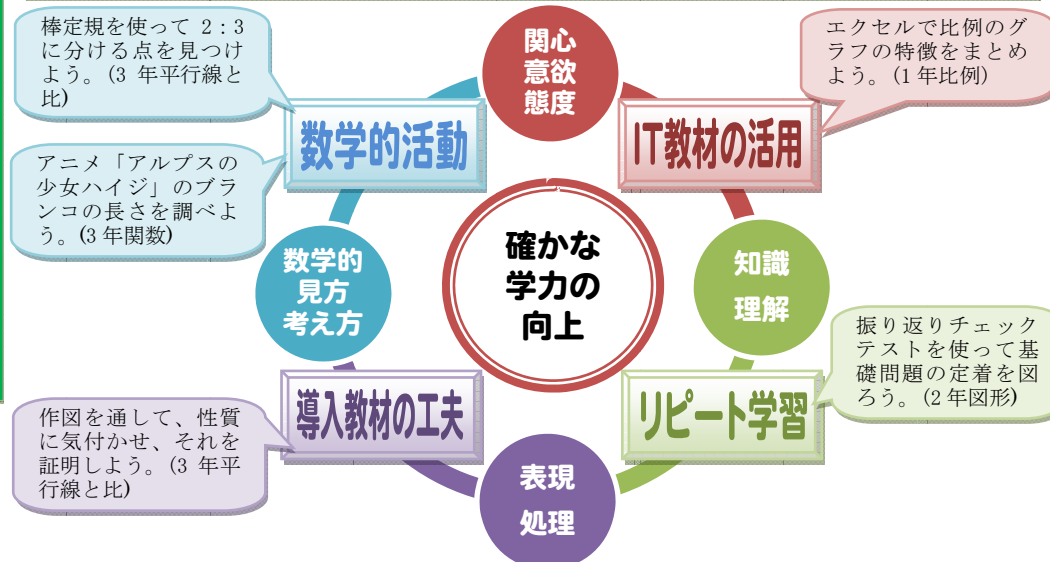 棒定規を使って 2：3
に分ける点を見つけ
よう。(3 年平行線と
比)
関心
意欲
態度
エクセルで比例のグ
ラフの特徴をまとめ
よう。(1年比例)
数学的活動
IT教材の活用
アニメ「アルプスの
少女ハイジ」のブラ
ンコの長さを調べよ
う。(3年関数)
確かな
学力の
向上
数学的
見方
考え方
知識
理解
振り返りチェック
テストを使って基
礎問題の定着を図
ろう。(2年図形)
導入教材の工夫
リピート学習
作図を通して、性質
に気付かせ、それを
証明しよう。(3 年平
行線と比)
表現
処理